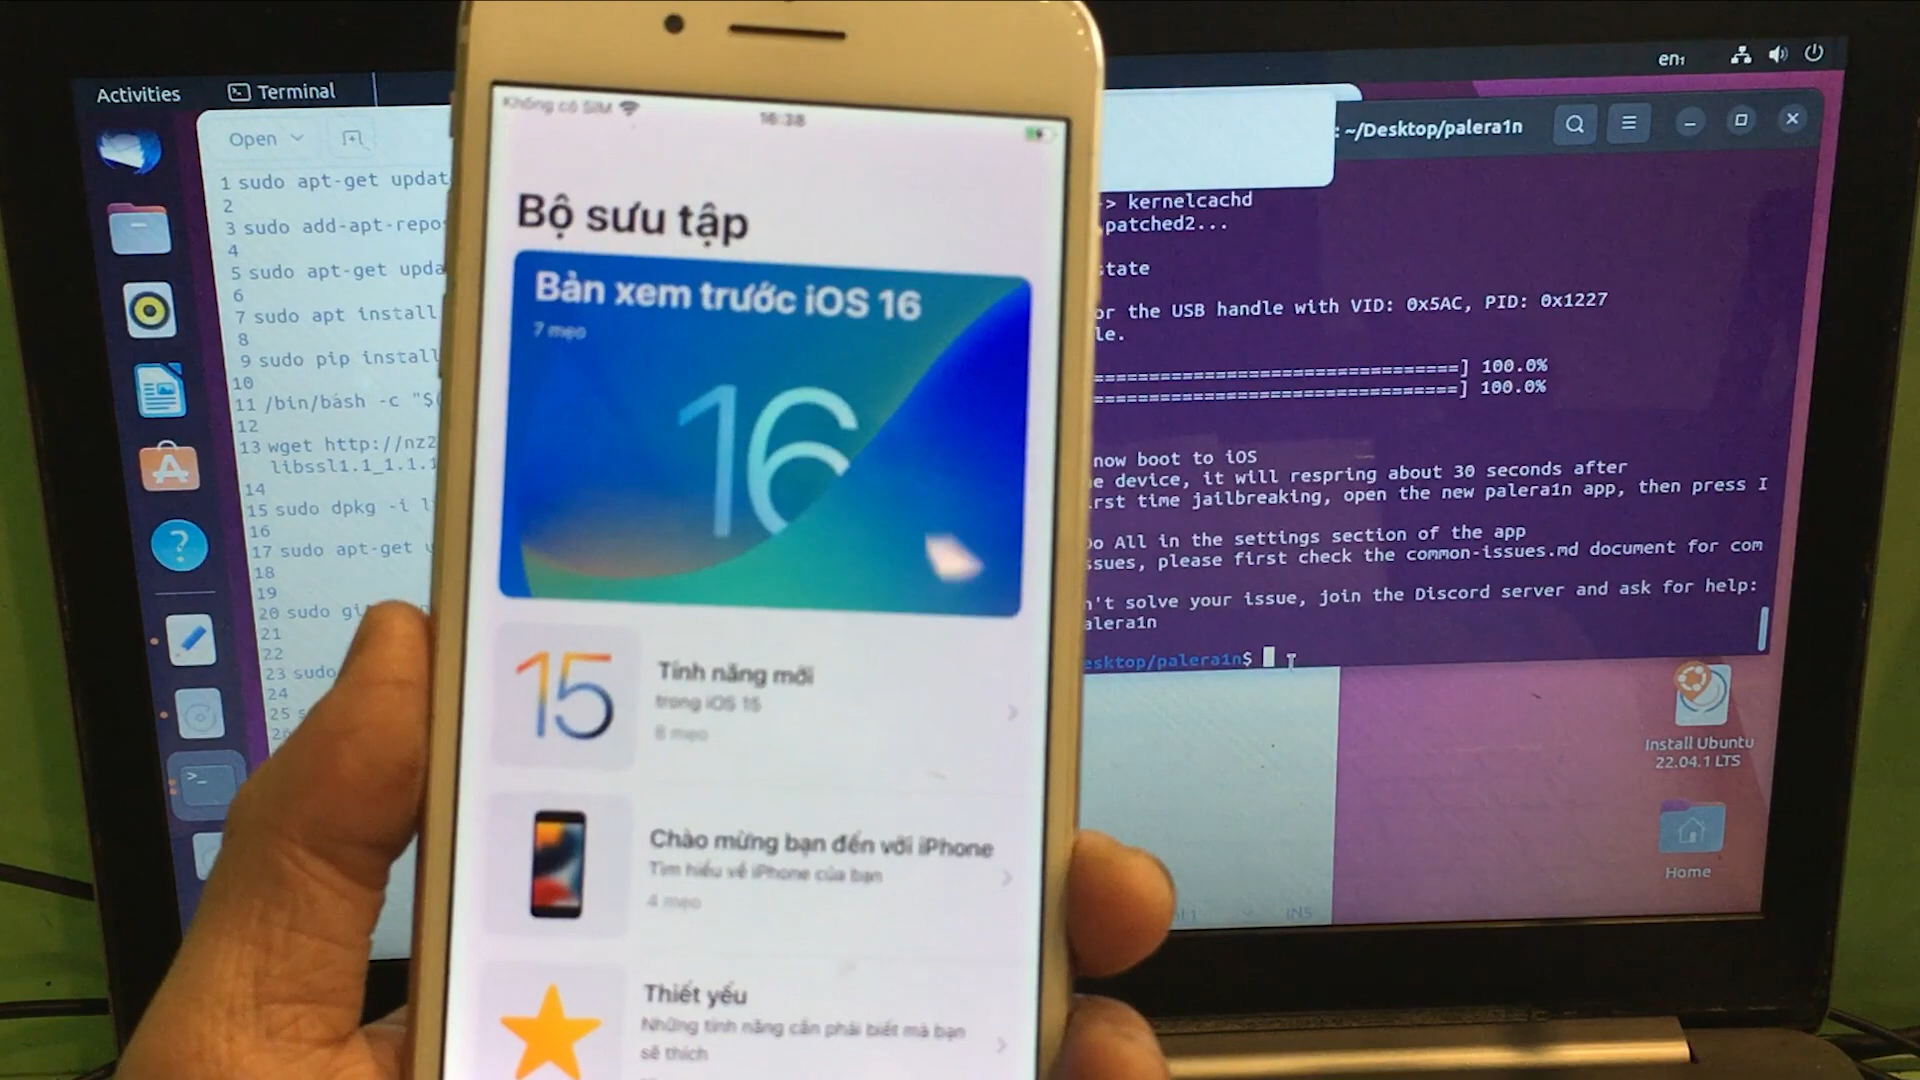 Activities
Terminal
en₁
Open
1 sudo apt-get updat
2
3 sudo add-apt-repo
4
5 sudo apt-get upda
6
7 sudo apt install
8
9 sudo pip install
10
11 /bin/bash -c "$(
12
13 wget http://nz2
libssl1.1_1.1.1
14
15 sudo dpkg -i l
16
17 sudo apt-get u
18
19
20 sudo gi
21
22
23 sudo
24
25 s
Không có SIM
16:38
Bộ sưu tập
Bản xem trước iOS 16
7 mẹo
16
15
Tính năng mới
trong iOS 15
8 mẹo
Chào mừng bạn đến với iPhone
Tìm hiểu về iPhone của bạn
4 mẹo
Thiết yếu
Những tính năng cần phải biết mà bạn
sẽ thích
: ~/Desktop/palera1n
> kernelcachd
patched2...
state
or the USB handle with VID: 0x5AC, PID: 0x1227
le.
=================================] 100.0%
=================================] 100.0%
now boot to iOS
e device, it will respring about 30 seconds after
rst time jailbreaking, open the new palera1n app, then press I
o All in the settings section of the app
ssues, please first check the common-issues.md document for com
n't solve your issue, join the Discord server and ask for help:
alera1n
esktop/palera1n$
Install Ubuntu
22.04.1 LTS
Home
INS